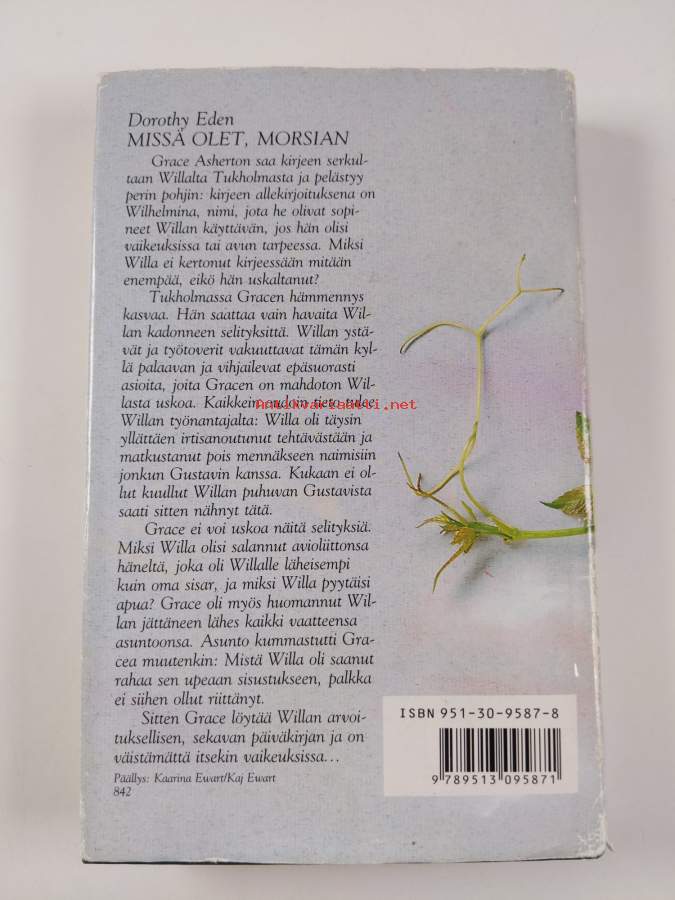 Dorothy Eden
MISSÄ OLET, MORSIAN
Grace Asherton saa kirjeen serkul-
taan Willalta Tukholmasta ja pelästyy
perin pohjin: kirjeen allekirjoituksena on
Wilhelmina, nimi, jota he olivat sopi-
neet Willan käyttävän, jos hän olisi
vaikeuksissa tai avun tarpeessa. Miksi
Willa ei kertonut kirjeessään mitään
enempää, eikö hän uskaltanut?
Tukholmassa Gracen hämmennys
kasvaa. Hän saattaa vain havaita Wil-
lan kadonneen selityksittä. Willan ystä-
vät ja työtoverit vakuuttavat tämän kyl-
lä palaavan ja vihjailevat epäsuorasti
asioita, joita Gracen on mahdoton Wil-
lasta uskoa. Kaikkein oudoin tieto tulee
Antikvariaatti.net
Willan työnantajalta: Willa oli täysin
yllättäen irtisanoutunut tehtävästään ja
matkustanut pois mennäkseen naimisiin
jonkun Gustavin kanssa. Kukaan ei ol-
lut kuullut Willan puhuvan Gustavista
saati sitten nähnyt tätä.
Grace ei voi uskoa näitä selityksiä.
Miksi Willa olisi salannut avioliittonsa
häneltä, joka oli Willalle läheisempi
kuin oma sisar, ja miksi Willa pyytäisi
apua? Grace oli myös huomannut Wil-
lan jättäneen lähes kaikki vaatteensa
asuntoonsa. Asunto kummastutti Gra-
cea muutenkin: Mistä Willa oli saanut
rahaa sen upeaan sisustukseen, palkka
ei siihen ollut riittänyt.
Sitten Grace löytää Willan arvoi-
tuksellisen, sekavan päiväkirjan ja on
väistämättä itsekin vaikeuksissa...
Päällys: Kaarina Ewart/Kaj Ewart
842
ISBN 951-30-9587-8
9 789513 095871